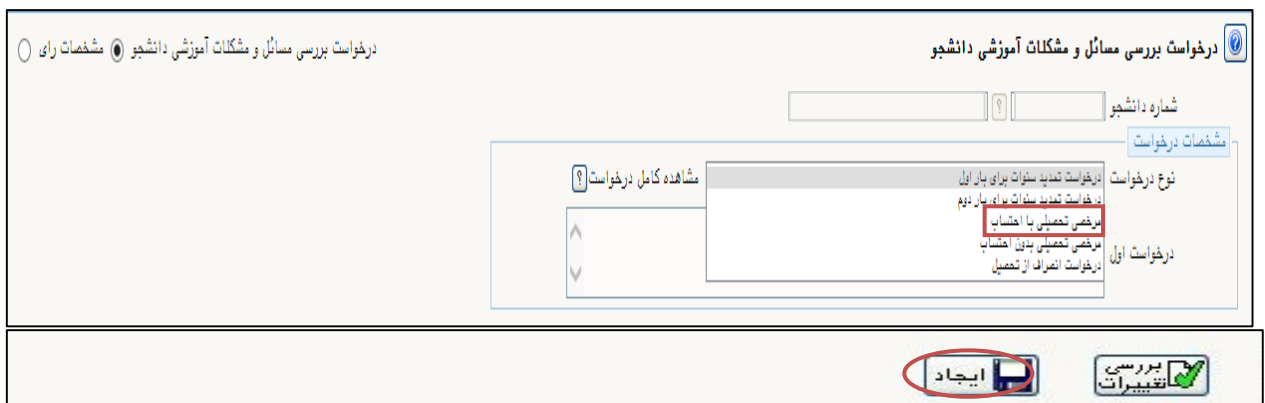 درخواست بررسی مسائل و مشکلات آموزشی دانشجو
درخواست بررسی مسائل و مشکلات آموزشی دانشجو مشخصات رای
شماره دانشجو
مشخصات درخواست
نوع درخواست
درخواست تمدید سنوات برای بار اول
مشاهده کامل درخواست
درخواست تمدید سنوات برای بار دوم
مرخصی تحصیلی با احتساب
مرخصی تحصیلی بدون احتساب
درخواست انصراف از تحصیل
درخواست اول
بررسی تغییرات
ایجاد